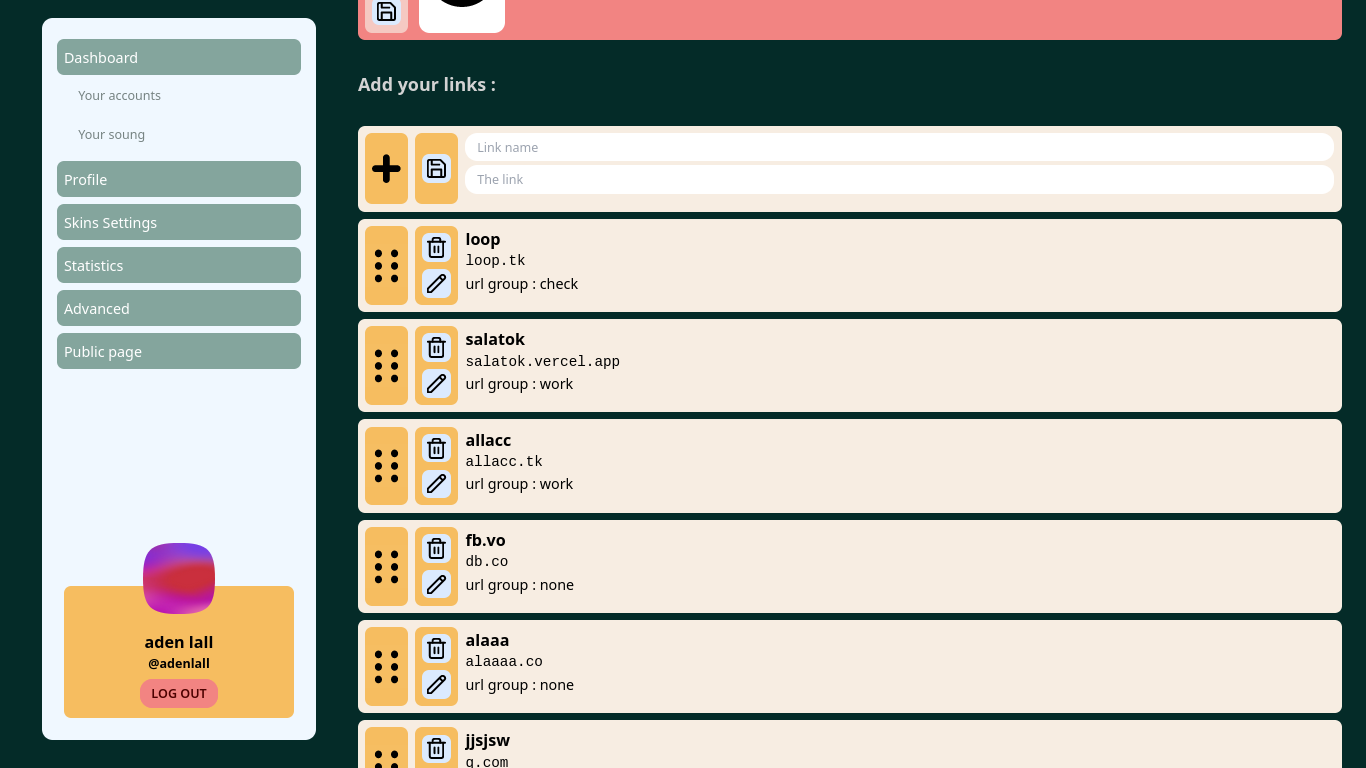 Dashboard
Your accounts
Your soung
Profile
Skins Settings
Statistics
Advanced
Public page
aden lall
@adenlall
LOG OUT
Add your links :
Link name
The link
loop
loop.tk
url group : check
salatok
salatok.vercel.app
url group : work
allacc
allacc.tk
url group : work
fb.vo
db.co
url group : none
alaaa
alaaaa.co
url group : none
jjsjsw
g.com